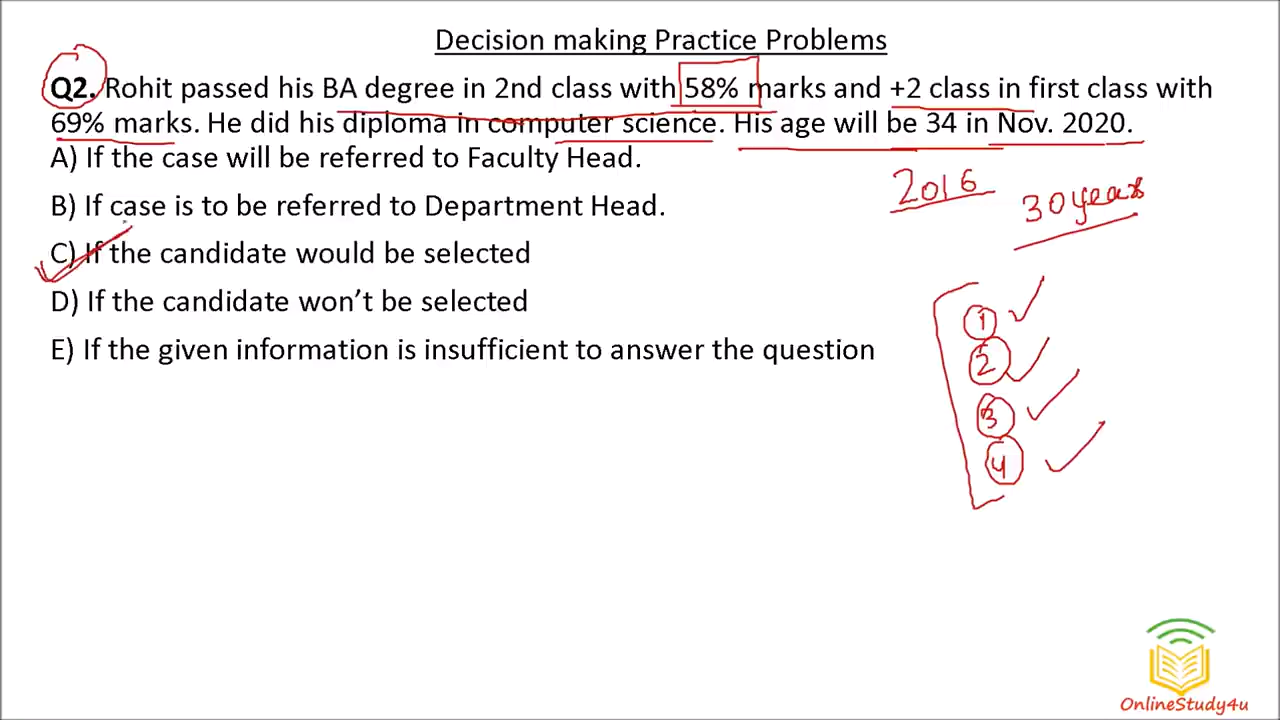 Decision making Practice Problems
Q2. Rohit passed his BA degree in 2nd class with 58% marks and +2 class in first class with
69% marks. He did his diploma in computer science. His age will be 34 in Nov. 2020.
A) If the case will be referred to Faculty Head.
2016
30 years
B) If case is to be referred to Department Head.
C) If the candidate would be selected
D) If the candidate won't be selected
1
E) If the given information is insufficient to answer the question
2
3
4
OnlineStudy4u